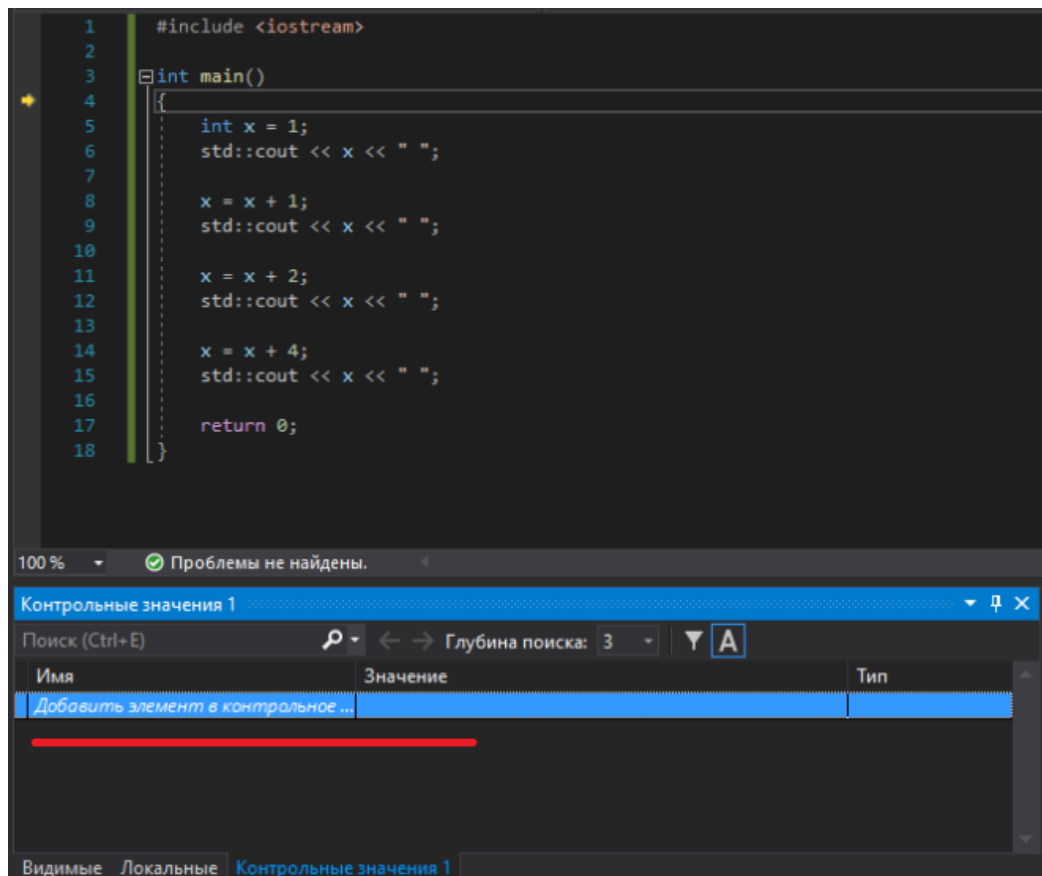 1 #include <iostream>
2
3 int main()
4 {
5 int x = 1;
6 std::cout << x << " ";
7
8 x = x + 1;
9 std::cout << x << " ";
10
11 x = x + 2;
12 std::cout << x << " ";
13
14 x = x + 4;
15 std::cout << x << " ";
16
17 return 0;
18 }
100 % Проблемы не найдены.
Контрольные значения 1
Поиск (Ctrl+E) Глубина поиска: 3 A
Имя Значение Тип
Добавить элемент в контрольное ...
Видимые Локальные Контрольные значения 1